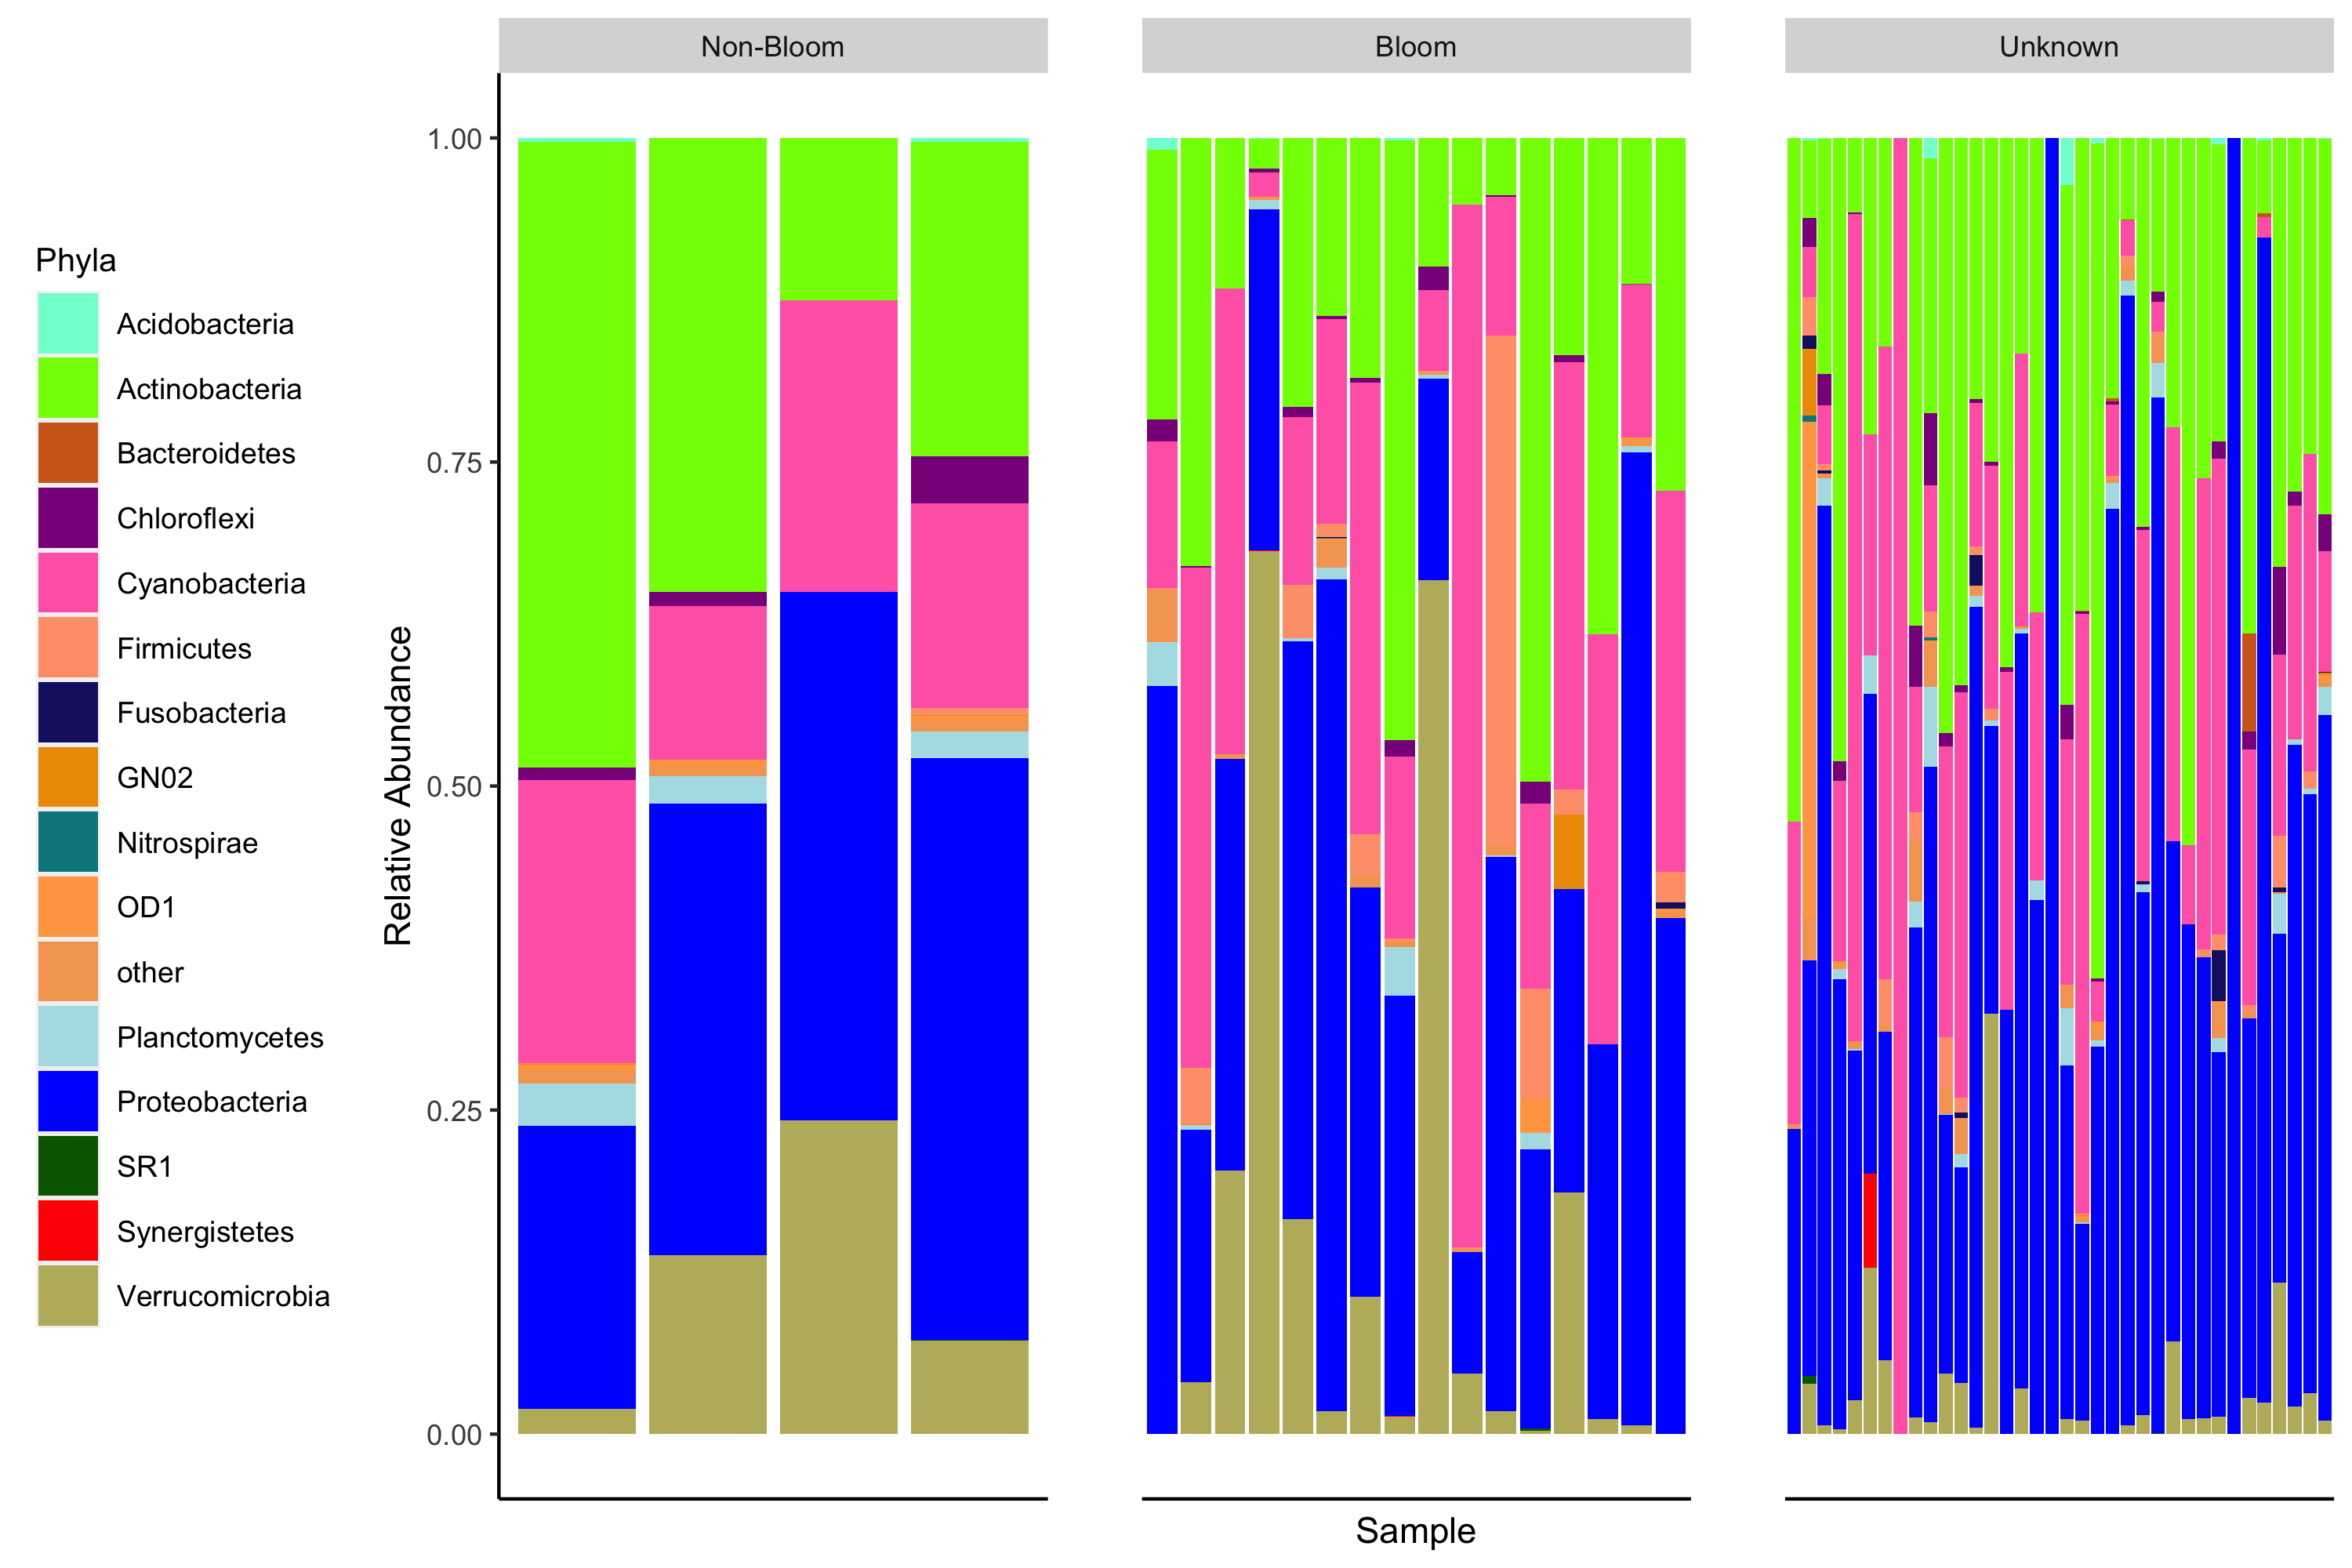 Non-Bloom
Bloom
Unknown
Phyla
Acidobacteria
Actinobacteria
Bacteroidetes
Chloroflexi
Cyanobacteria
Firmicutes
Fusobacteria
GN02
Nitrospirae
OD1
other
Planctomycetes
Proteobacteria
SR1
Synergistetes
Verrucomicrobia
Relative Abundance
1.00
0.75
0.50
0.25
0.00
Sample